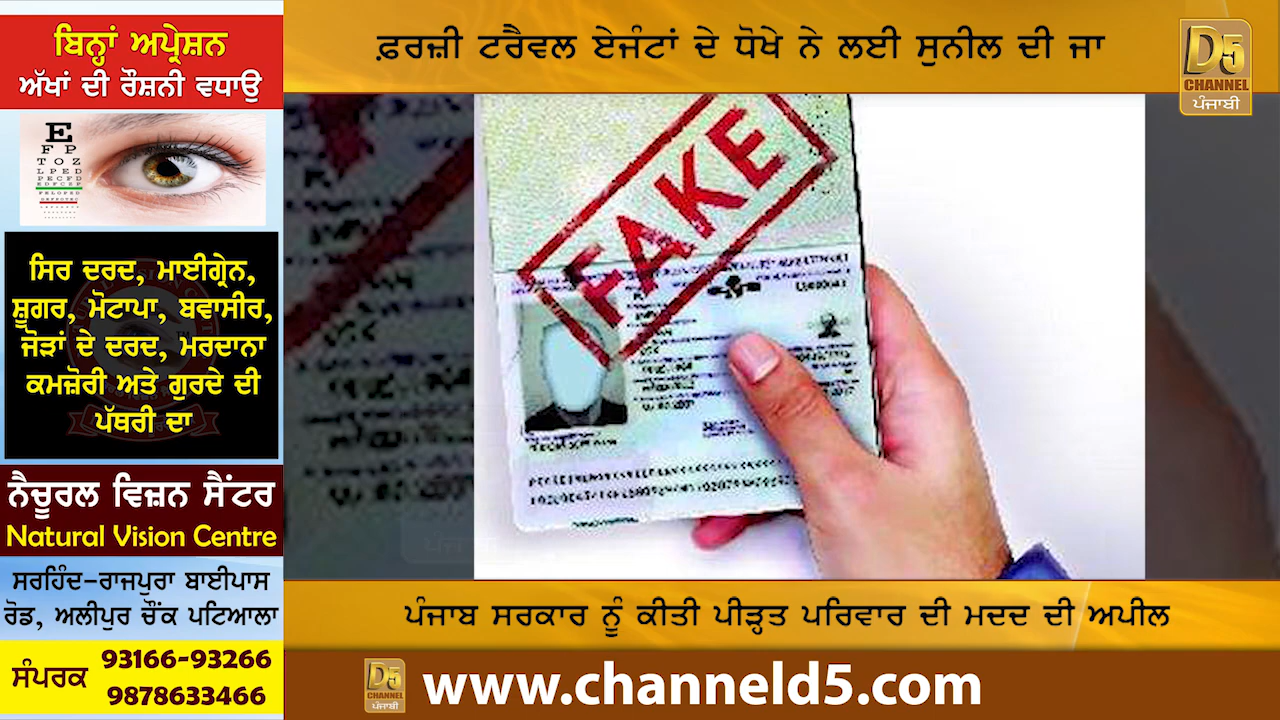 ਬਿਨ੍ਹਾਂ ਅਪ੍ਰੇਸ਼ਨ
ਅੱਖਾਂ ਦੀ ਰੌਸ਼ਨੀ ਵਧਾਉ
E
F P
T O Z
L P E D
P E C F D
E D F C Z P
F E L O P Z D
ਸਿਰ ਦਰਦ, ਮਾਈਗ੍ਰੇਨ,
ਸ਼ੂਗਰ, ਮੋਟਾਪਾ, ਬਵਾਸੀਰ,
ਜੋੜਾਂ ਦੇ ਦਰਦ, ਮਰਦਾਨਾ
ਕਮਜ਼ੋਰੀ ਅਤੇ ਗੁਰਦੇ ਦੀ
ਪੱਥਰੀ ਦਾ
ਨੈਚੂਰਲ ਵਿਜ਼ਨ ਸੈਂਟਰ
Natural Vision Centre
ਸਰਹਿੰਦ-ਰਾਜਪੁਰਾ ਬਾਈਪਾਸ
ਰੋਡ, ਅਲੀਪੁਰ ਚੌਂਕ ਪਟਿਆਲਾ
ਸੰਪਰਕ 93166-93266
9878633466
ਫ਼ਰਜ਼ੀ ਟਰੈਵਲ ਏਜੰਟਾਂ ਦੇ ਧੋਖੇ ਨੇ ਲਈ ਸੁਨੀਲ ਦੀ ਜਾ
D5
CHANNEL
ਪੰਜਾਬੀ
FAKE
ਪੰਜਾਬ ਸਰਕਾਰ ਨੂੰ ਕੀਤੀ ਪੀੜ੍ਹਤ ਪਰਿਵਾਰ ਦੀ ਮਦਦ ਦੀ ਅਪੀਲ
D5
CHANNEL
ਪੰਜਾਬੀ
www.channeld5.com